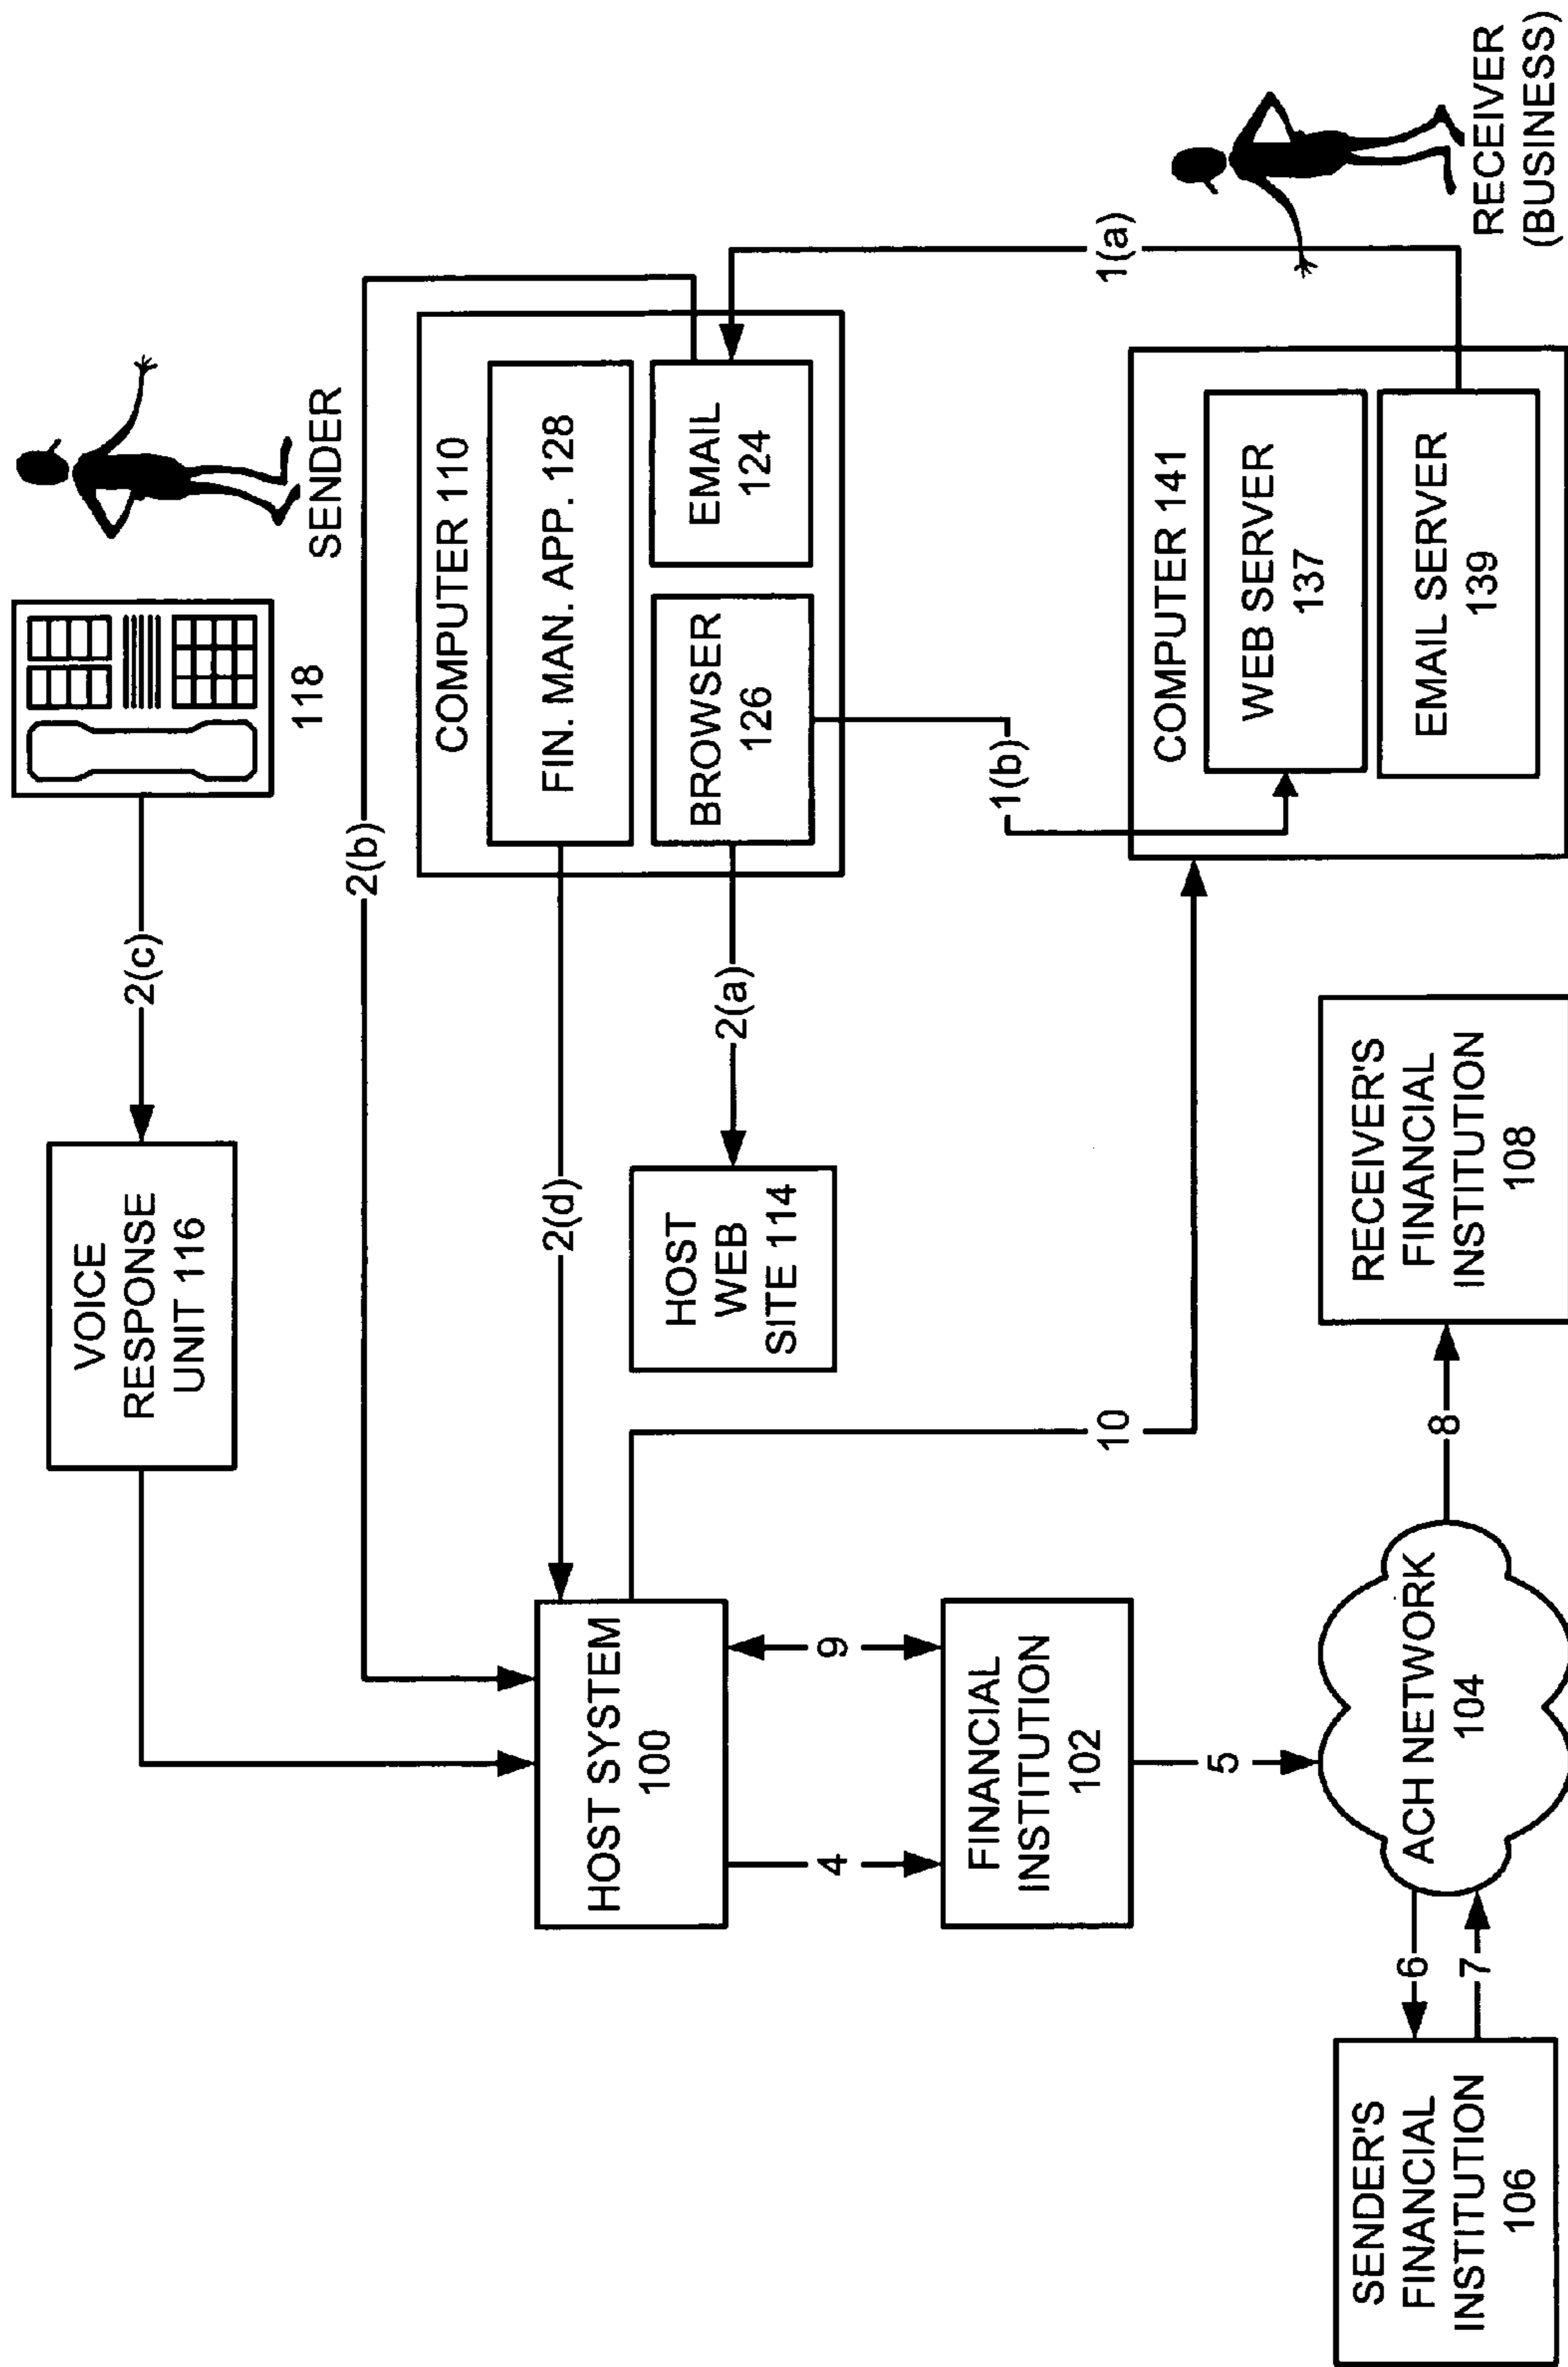 118
SENDER
2(c)
VOICE
RESPONSE
UNIT 116
2(b)
COMPUTER 110
FIN. MAN. APP. 128
BROWSER
126
EMAIL
124
2(d)
2(a)
HOST
WEB
SITE 114
1(a)
1(b)
RECEIVER
(BUSINESS)
COMPUTER 141
WEB SERVER
137
EMAIL SERVER
139
HOST SYSTEM
100
10
4
9
FINANCIAL
INSTITUTION
102
5
ACH NETWORK
104
6
7
8
SENDER'S
FINANCIAL
INSTITUTION
106
RECEIVER'S
FINANCIAL
INSTITUTION
108